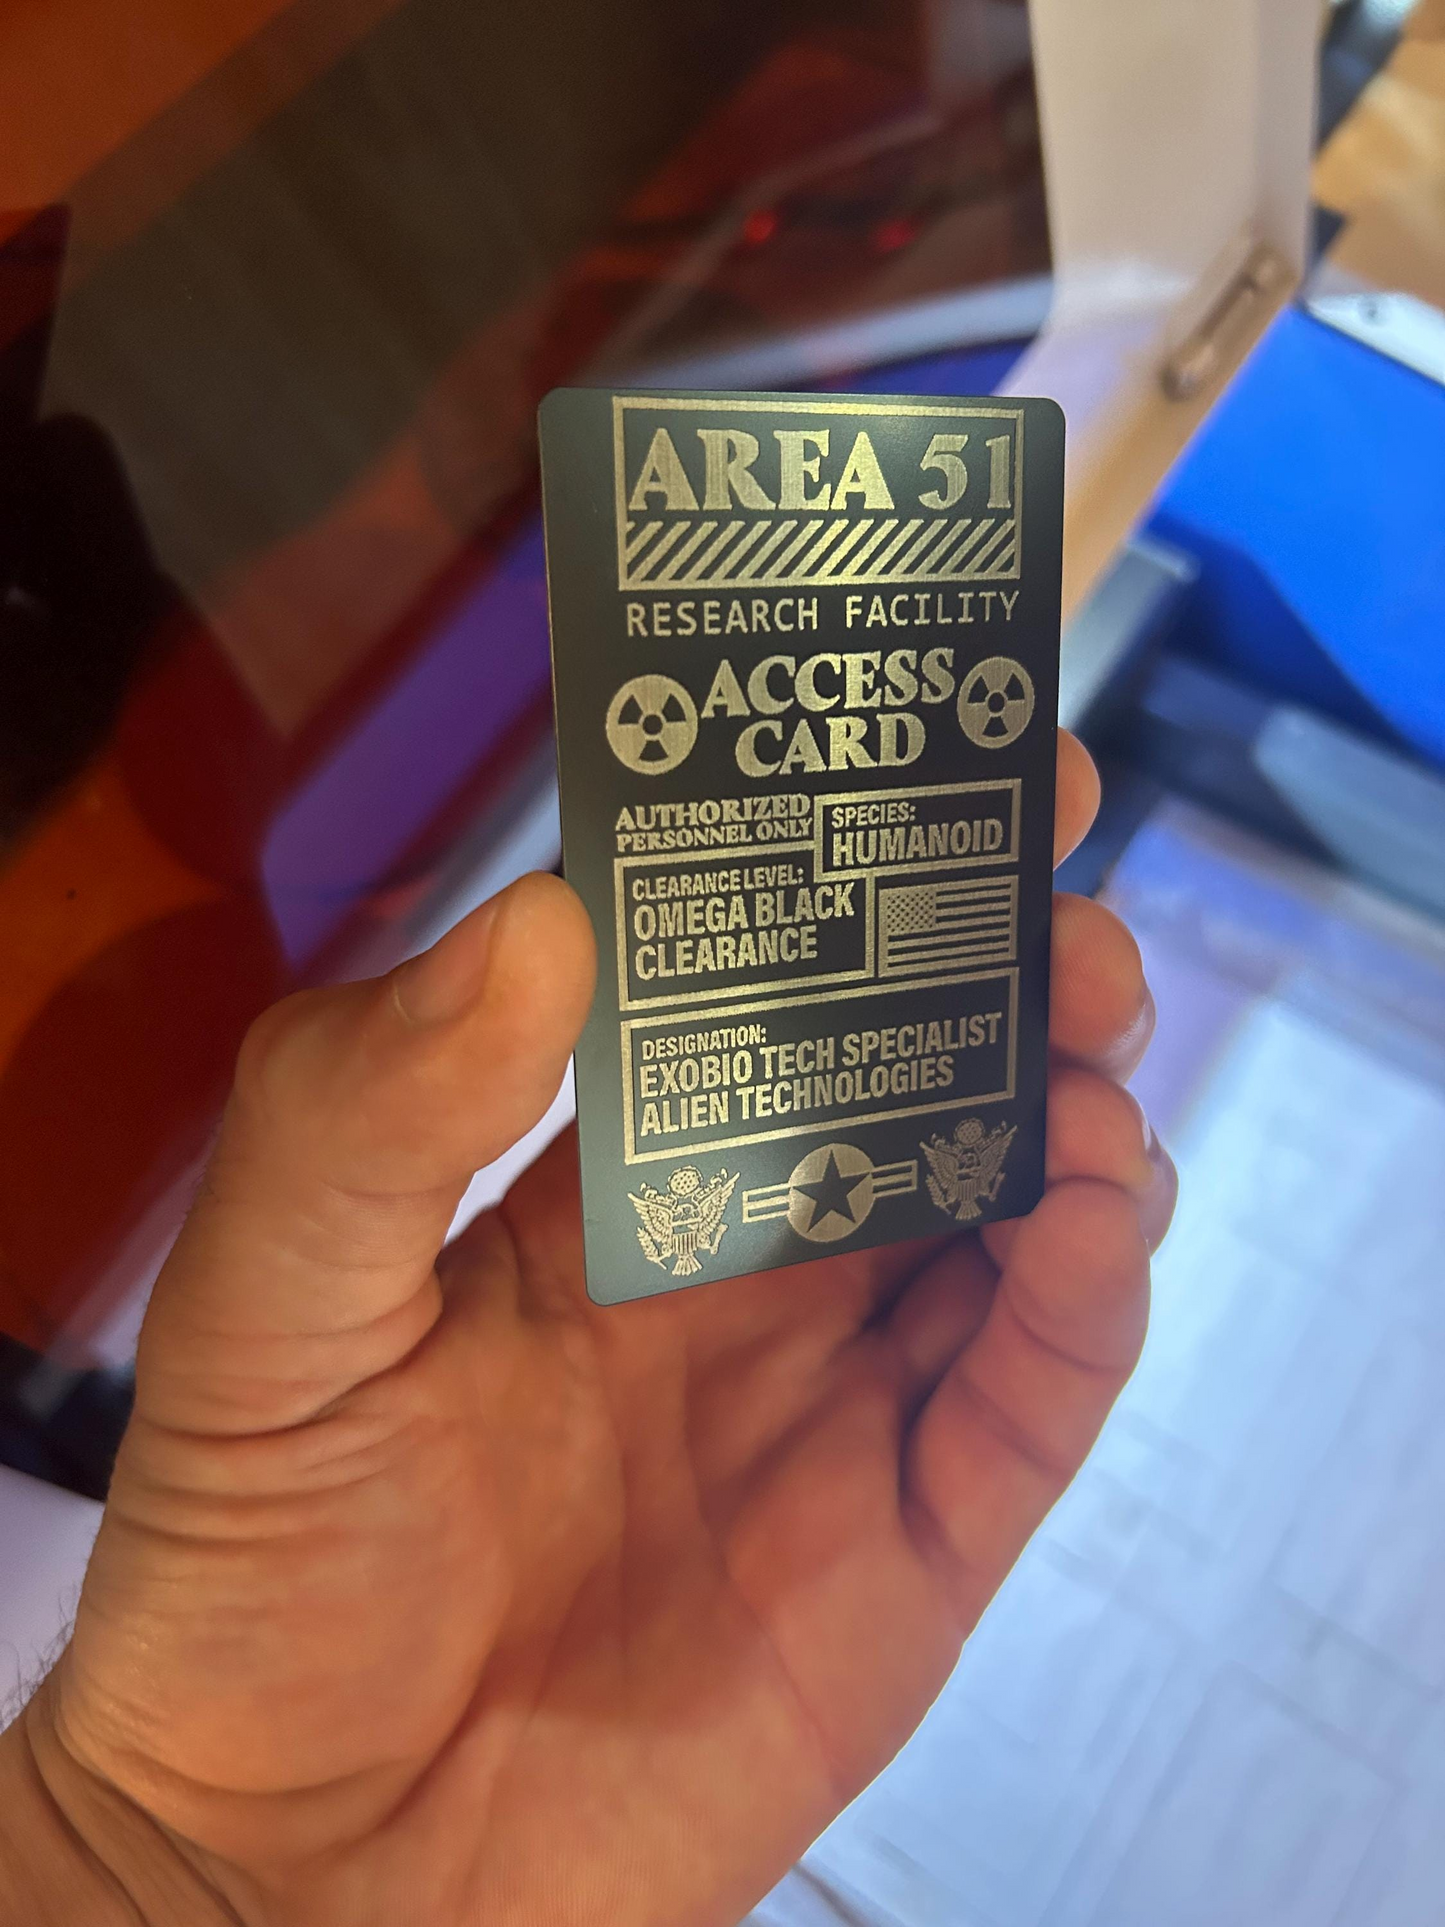 AREA 51
RESEARCH FACILITY
ACCESS
CARD
AUTHORIZED
PERSONNEL ONLY
SPECIES:
HUMANOID
CLEARANCE LEVEL:
OMEGA BLACK
CLEARANCE
DESIGNATION:
EXOBIO TECH SPECIALIST
ALIEN TECHNOLOGIES